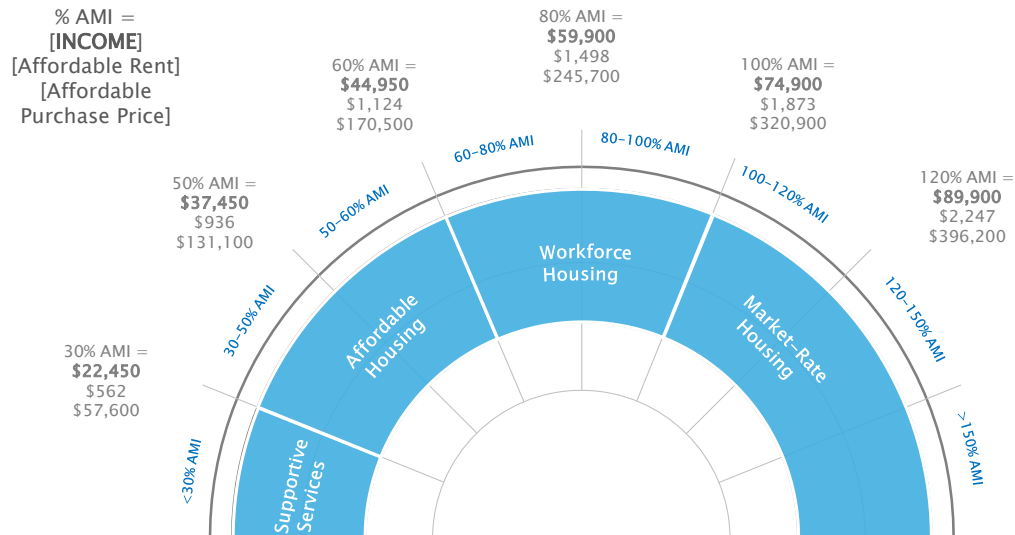 % AMI =
[INCOME]
[Affordable Rent]
[Affordable
Purchase Price]
30% AMI =
$22,450
$562
$57,600
50% AMI =
$37,450
$936
$131,100
60% AMI =
$44,950
$1,124
$170,500
80% AMI =
$59,900
$1,498
$245,700
100% AMI =
$74,900
$1,873
$320,900
120% AMI =
$89,900
$2,247
$396,200
<30% AMI
30–50% AMI
50–60% AMI
60–80% AMI
80–100% AMI
100–120% AMI
120–150% AMI
>150% AMI
Supportive
Services
Affordable
Housing
Workforce
Housing
Market–Rate
Housing